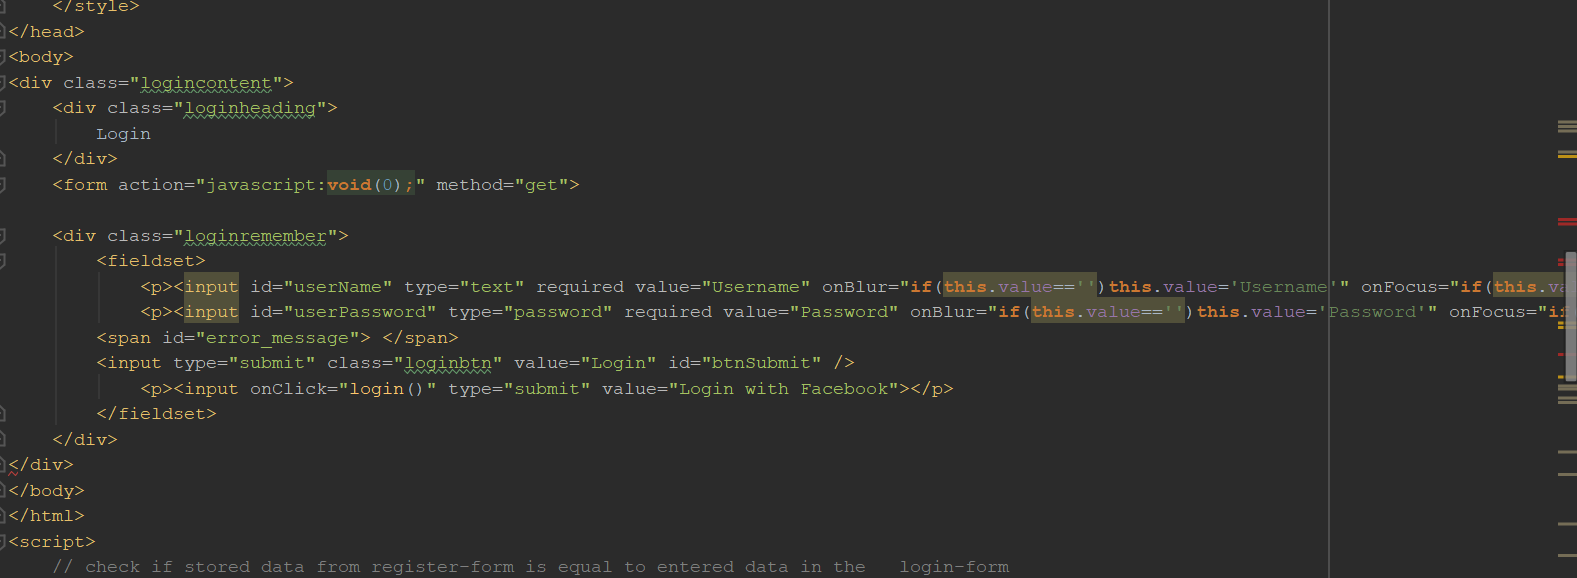 </style>
</head>
<body>
<div class="logincontent">
<div class="loginheading">
Login
</div>
<form action="javascript:void(0);" method="get">
<div class="loginremember">
<fieldset>
<p><input id="userName" type="text" required value="Username" onBlur="if(this.value=='')this.value='Username'" onFocus="if(this.va
<p><input id="userPassword" type="password" required value="Password" onBlur="if(this.value=='')this.value='Password'" onFocus="if
<span id="error_message"> </span>
<input type="submit" class="loginbtn" value="Login" id="btnSubmit" />
<p><input onClick="login()" type="submit" value="Login with Facebook"></p>
</fieldset>
</div>
</div>
</body>
</html>
<script>
// check if stored data from register-form is equal to entered data in the   login-form